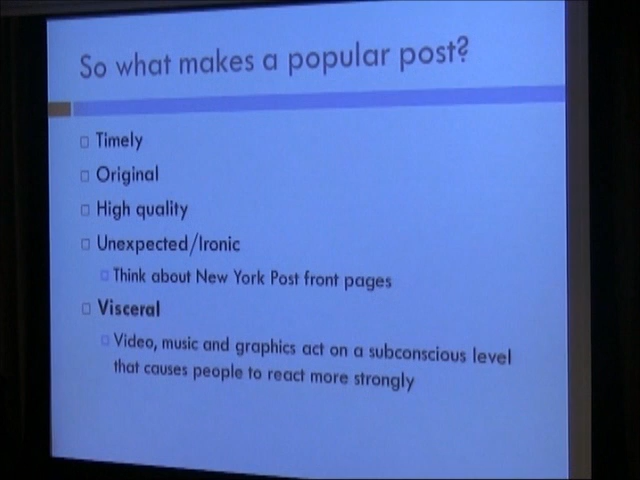 So what makes a popular post?
Timely
Original
High quality
Unexpected/Ironic
Think about New York Post front pages
Visceral
Video, music and graphics act on a subconscious level
that causes people to react more strongly